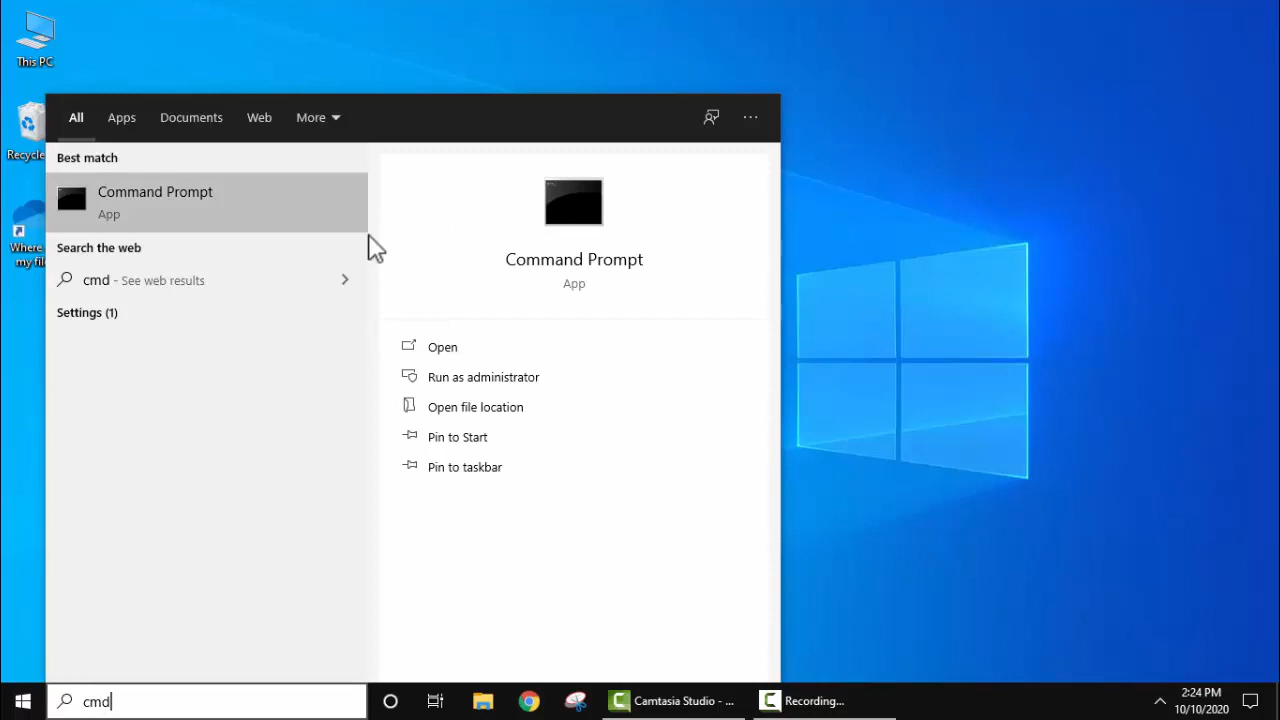 This PC
Recycle
Where
my file
All Apps Documents Web More
Best match
Command Prompt
App
Search the web
cmd - See web results
Settings (1)
Command Prompt
App
Open
Run as administrator
Open file location
Pin to Start
Pin to taskbar
cmd
Camtasia Studio - ...
Recording...
2:24 PM
10/10/2020